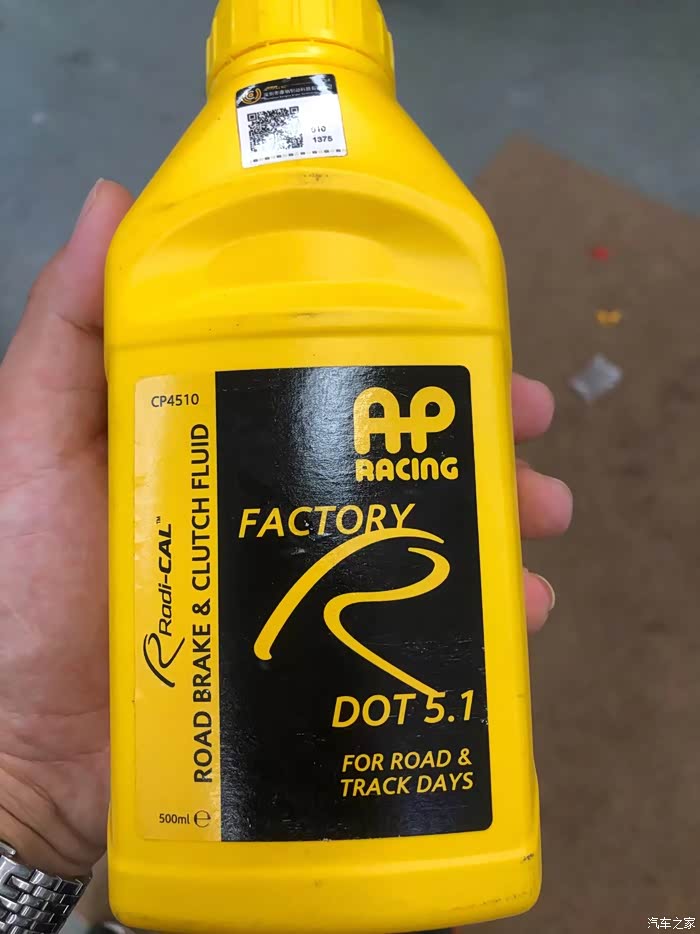 510
1375
CP4510
AP
RACING
FACTORY
R
DOT 5.1
FOR ROAD &
TRACK DAYS
Radi-CAL™
ROAD BRAKE & CLUTCH FLUID
500ml ℮
汽车之家